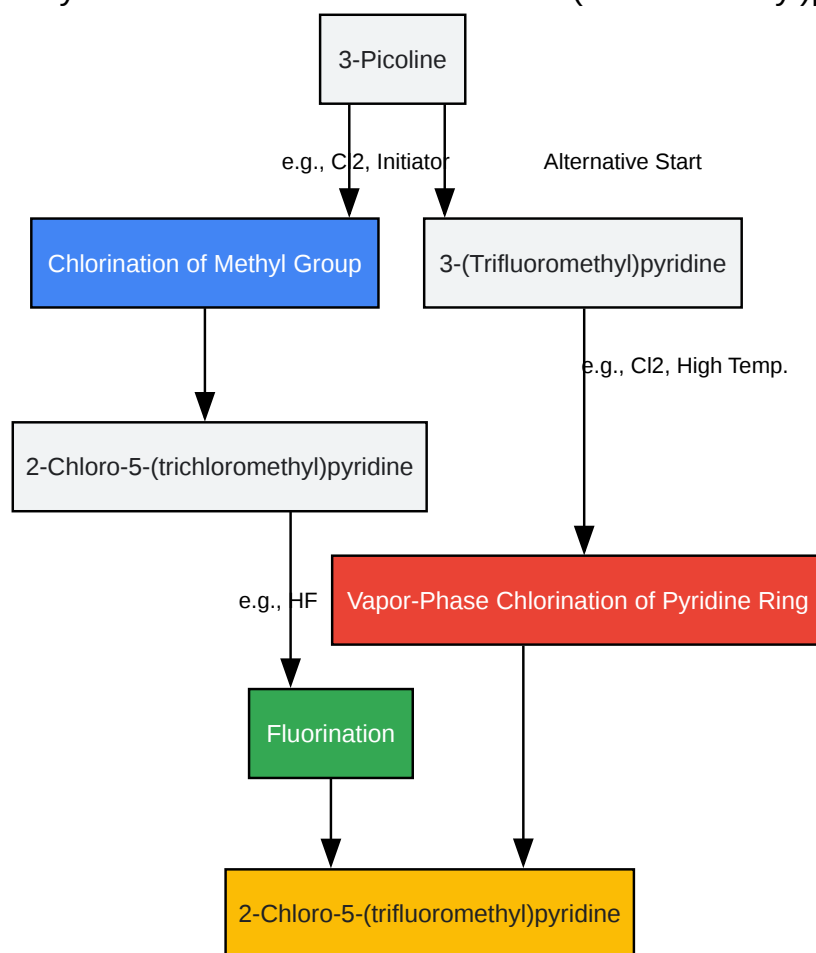 3-Picoline
e.g., Cl2, Initiator
Alternative Start
Chlorination of Methyl Group
3-(Trifluoromethyl)pyridine
e.g., Cl2, High Temp.
2-Chloro-5-(trichloromethyl)pyridine
e.g., HF
Vapor-Phase Chlorination of Pyridine Ring
Fluorination
2-Chloro-5-(trifluoromethyl)pyridine